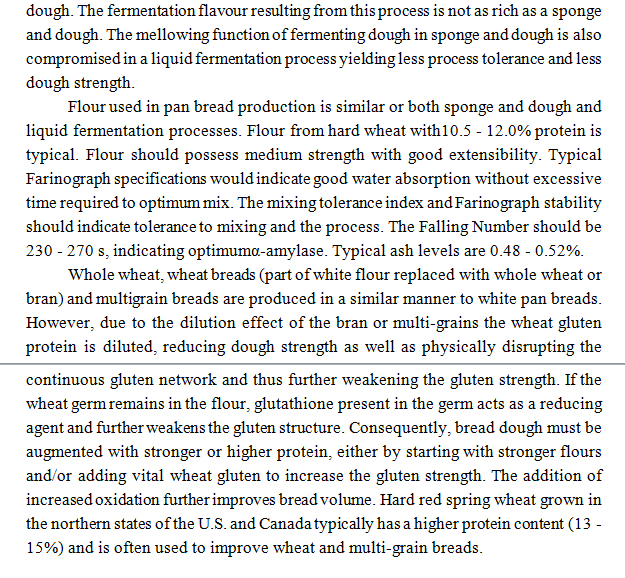 dough. The fermentation flavour resulting from this process is not as rich as a sponge
and dough. The mellowing function of fermenting dough in sponge and dough is also
compromised in a liquid fermentation process yielding less process tolerance and less
dough strength.
Flour used in pan bread production is similar or both sponge and dough and
liquid fermentation processes. Flour from hard wheat with10.5 - 12.0% protein is
typical. Flour should possess medium strength with good extensibility. Typical
Farinograph specifications would indicate good water absorption without excessive
time required to optimum mix. The mixing tolerance index and Farinograph stability
should indicate tolerance to mixing and the process. The Falling Number should be
230 - 270 s, indicating optimumα-amylase. Typical ash levels are 0.48 - 0.52%.
Whole wheat, wheat breads (part of white flour replaced with whole wheat or
bran) and multigrain breads are produced in a similar manner to white pan breads.
However, due to the dilution effect of the bran or multi-grains the wheat gluten
protein is diluted, reducing dough strength as well as physically disrupting the
continuous gluten network and thus further weakening the gluten strength. If the
wheat germ remains in the flour, glutathione present in the germ acts as a reducing
agent and further weakens the gluten structure. Consequently, bread dough must be
augmented with stronger or higher protein, either by starting with stronger flours
and/or adding vital wheat gluten to increase the gluten strength. The addition of
increased oxidation further improves bread volume. Hard red spring wheat grown in
the northern states of the U.S. and Canada typically has a higher protein content (13 -
15%) and is often used to improve wheat and multi-grain breads.